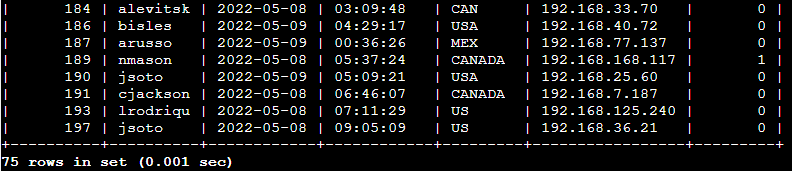 |       184 | alevitsk | 2022-05-08 | 03:09:48   | CAN     | 192.168.33.70   |       0 |
|       186 | bisles   | 2022-05-09 | 04:29:17   | USA     | 192.168.40.72   |       0 |
|       187 | arusso   | 2022-05-09 | 00:36:26   | MEX     | 192.168.77.137  |       0 |
|       189 | nmason   | 2022-05-08 | 05:37:24   | CANADA  | 192.168.168.117 |       1 |
|       190 | jsoto    | 2022-05-09 | 05:09:21   | USA     | 192.168.25.60   |       0 |
|       191 | cjackson | 2022-05-08 | 06:46:07   | CANADA  | 192.168.7.187   |       0 |
|       193 | lrodriqu | 2022-05-08 | 07:11:29   | US      | 192.168.125.240 |       0 |
|       197 | jsoto    | 2022-05-08 | 09:05:09   | US      | 192.168.36.21   |       0 |
+-----------+----------+------------+------------+---------+-----------------+---------+
75 rows in set (0.001 sec)